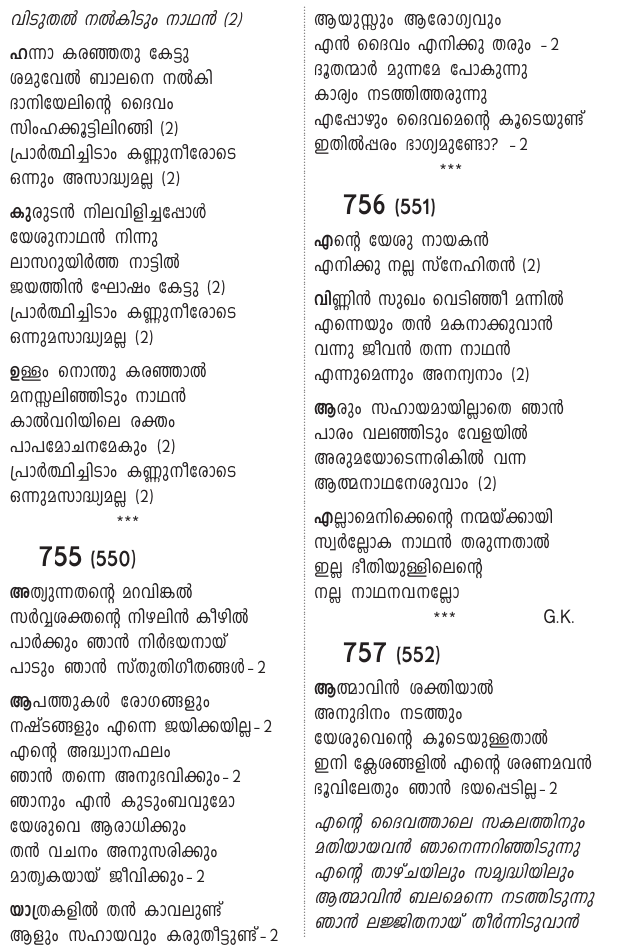 വിടുതൽ നൽകിടും നാഥൻ (2)
ഹന്നാ കരഞ്ഞതു കേട്ടു
ശമുവേൽ ബാലനെ നൽകി
ദാനിയേലിന്റെ ദൈവം
സിംഹക്കൂട്ടിലിറങ്ങി (2)
പ്രാർത്ഥിച്ചിടാം കണ്ണുനീരോടെ
ഒന്നും അസാദ്ധ്യമല്ല (2)
കുരുടൻ നിലവിളിച്ചപ്പോൾ
യേശുനാഥൻ നിന്നു
ലാസറുയിർത്ത നാട്ടിൽ
ജയത്തിൻ ഘോഷം കേട്ടു (2)
പ്രാർത്ഥിച്ചിടാം കണ്ണുനീരോടെ
ഒന്നുമസാദ്ധ്യമല്ല (2)
ഉള്ളം നൊന്തു കരഞ്ഞാൽ
മനസ്സലിഞ്ഞിടും നാഥൻ
കാൽവറിയിലെ രക്തം
പാപമോചനമേകും (2)
പ്രാർത്ഥിച്ചിടാം കണ്ണുനീരോടെ
ഒന്നുമസാദ്ധ്യമല്ല (2)
***
755 (550)
അത്യുന്നതന്റെ മറവിങ്കൽ
സർവ്വശക്തന്റെ നിഴലിൻ കീഴിൽ
പാർക്കും ഞാൻ നിർഭയനായ്
പാടും ഞാൻ സ്തുതിഗീതങ്ങൾ-2
ആപത്തുകൾ രോഗങ്ങളും
നഷ്ടങ്ങളും എന്നെ ജയിക്കയില്ല-2
എന്റെ അദ്ധ്വാനഫലം
ഞാൻ തന്നെ അനുഭവിക്കും-2
ഞാനും എൻ കുടുംബവുമോ
യേശുവെ ആരാധിക്കും
തൻ വചനം അനുസരിക്കും
മാതൃകയായ് ജീവിക്കും-2
യാത്രകളിൽ തൻ കാവലുണ്ട്
ആളും സഹായവും കരുതീട്ടുണ്ട്-2
ആയുസ്സും ആരോഗ്യവും
എൻ ദൈവം എനിക്കു തരും -2
ദൂതന്മാർ മുന്നമേ പോകുന്നു
കാര്യം നടത്തിത്തരുന്നു
എപ്പോഴും ദൈവമെന്റെ കൂടെയുണ്ട്
ഇതിൽപ്പരം ഭാഗ്യമുണ്ടോ? -2
***
756 (551)
എന്റെ യേശു നായകൻ
എനിക്കു നല്ല സ്നേഹിതൻ (2)
വിണ്ണിൻ സുഖം വെടിഞ്ഞീ മന്നിൽ
എന്നെയും തൻ മകനാക്കുവാൻ
വന്നു ജീവൻ തന്ന നാഥൻ
എന്നുമെന്നും അനന്യനാം (2)
ആരും സഹായമായില്ലാതെ ഞാൻ
പാരം വലഞ്ഞിടും വേളയിൽ
അരുമയോടെന്നരികിൽ വന്ന
ആത്മനാഥനേശുവാം (2)
എല്ലാമെനിക്കെന്റെ നന്മയ്ക്കായി
സ്വർല്ലോക നാഥൻ തരുന്നതാൽ
ഇല്ല ഭീതിയുള്ളിലെന്റെ
നല്ല നാഥനവനല്ലോ
*** G.K.
757 (552)
ആത്മാവിൻ ശക്തിയാൽ
അനുദിനം നടത്തും
യേശുവെന്റെ കൂടെയുള്ളതാൽ
ഇനി ക്ലേശങ്ങളിൽ എന്റെ ശരണമവൻ
ഭൂവിലേതും ഞാൻ ഭയപ്പെടില്ല-2
എന്റെ ദൈവത്താലെ സകലത്തിനും
മതിയായവൻ ഞാനെന്നറിഞ്ഞിടുന്നു
എന്റെ താഴ്ചയിലും സമൃദ്ധിയിലും
ആത്മാവിൻ ബലമെന്നെ നടത്തിടുന്നു
ഞാൻ ലജ്ജിതനായ് തീർന്നിടുവാൻ